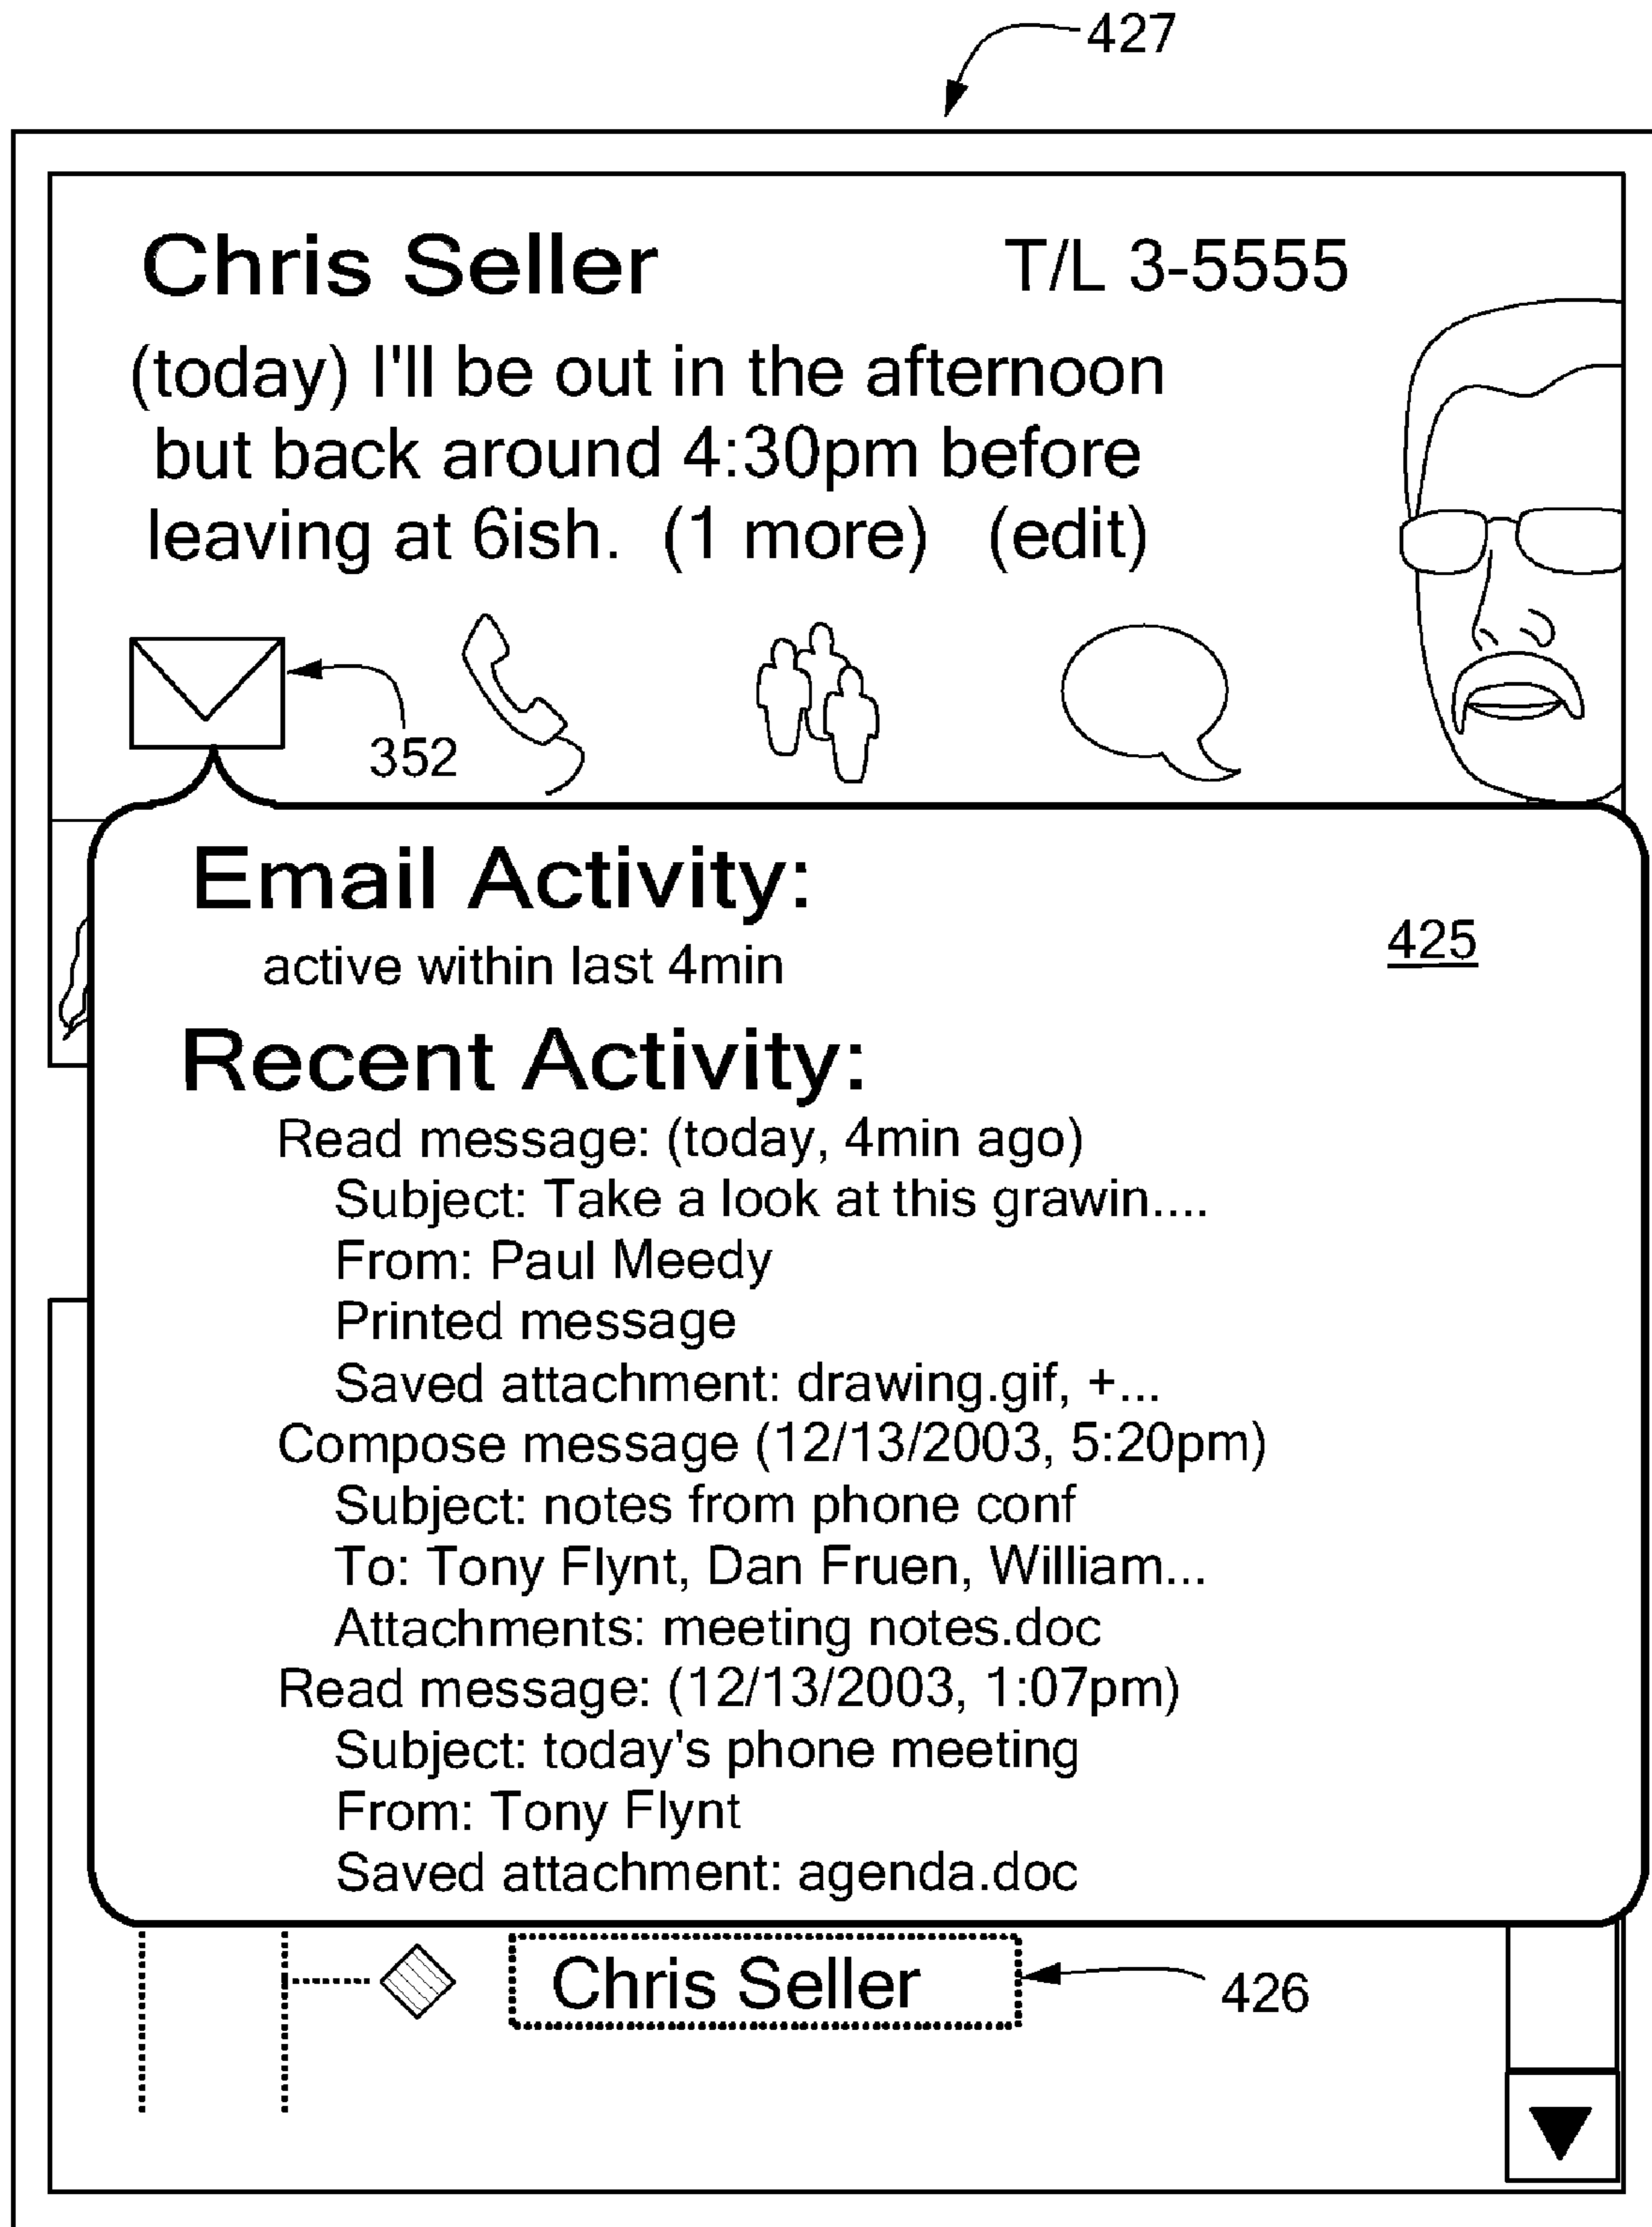 427
Chris Seller T/L 3-5555
(today) I'll be out in the afternoon
but back around 4:30pm before
leaving at 6ish. (1 more) (edit)
352
Email Activity:
425
active within last 4min
Recent Activity:
Read message: (today, 4min ago)
Subject: Take a look at this grawin....
From: Paul Meedy
Printed message
Saved attachment: drawing.gif, +...
Compose message (12/13/2003, 5:20pm)
Subject: notes from phone conf
To: Tony Flynt, Dan Fruen, William...
Attachments: meeting notes.doc
Read message: (12/13/2003, 1:07pm)
Subject: today's phone meeting
From: Tony Flynt
Saved attachment: agenda.doc
Chris Seller
426